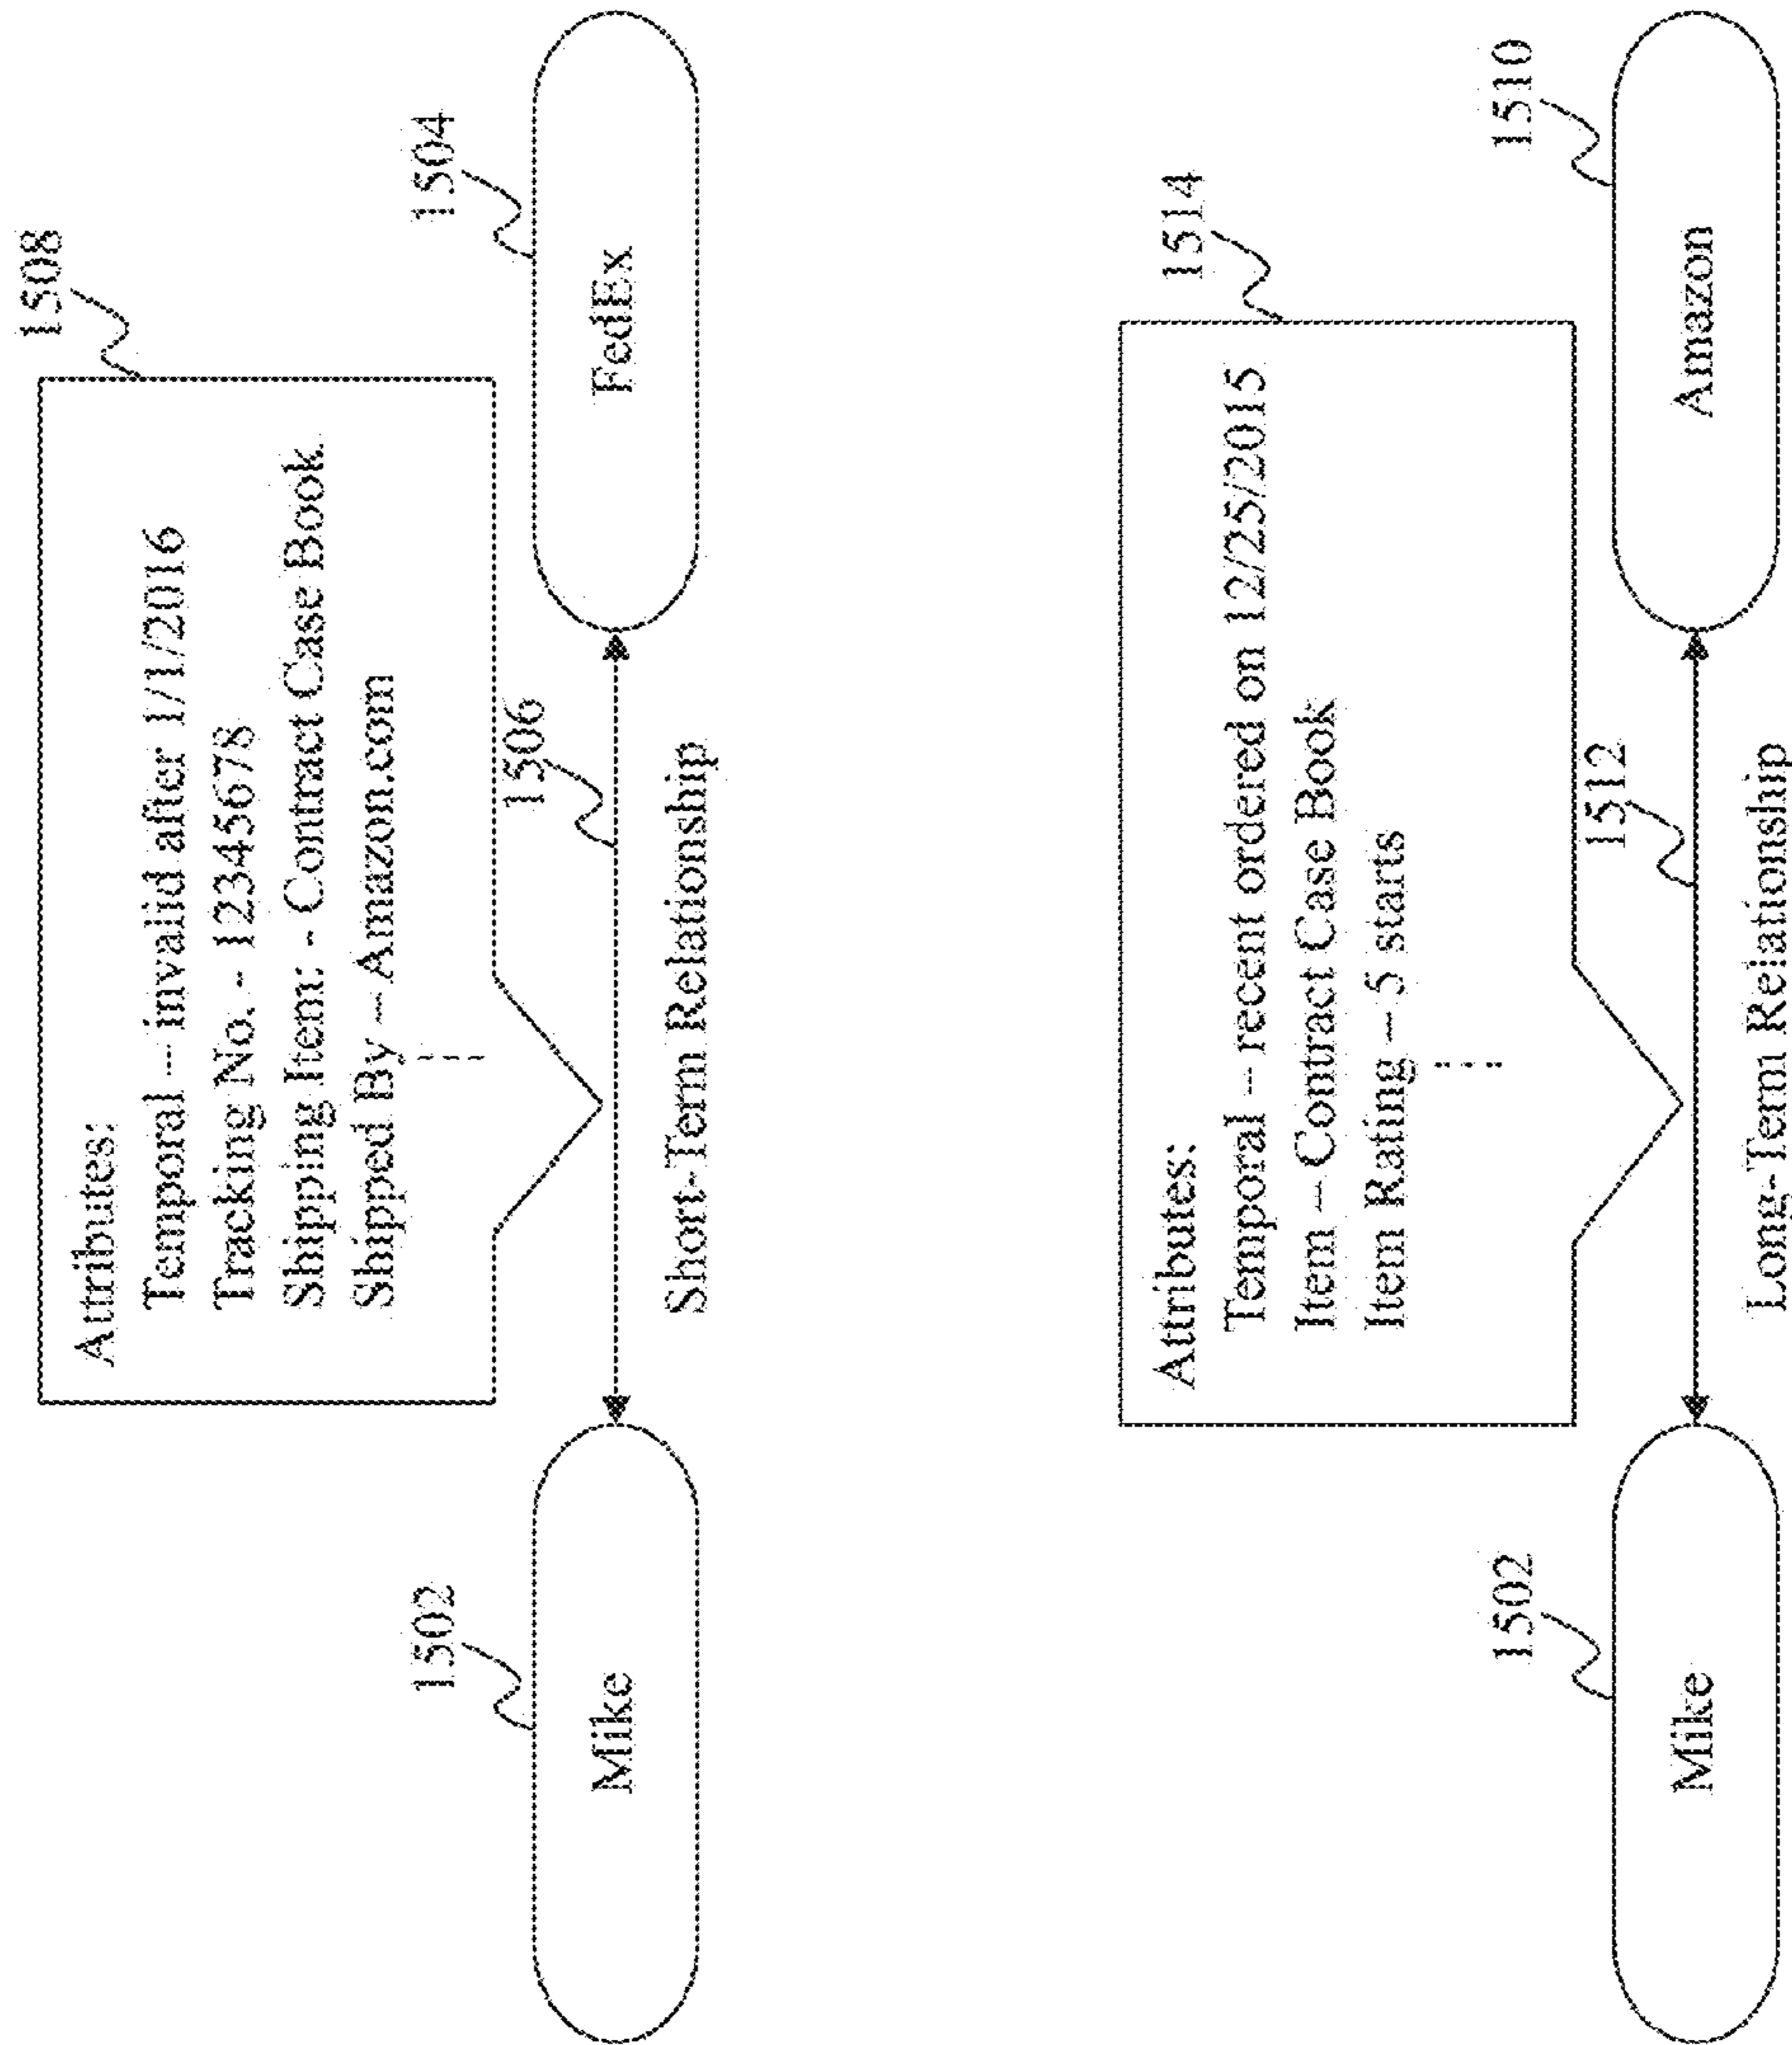 1508
Attributes:
Temporal – invalid after 1/1/2016
Tracking No. - 12345678
Shipping Item: - Contract Case Book
Shipped By – Amazon.com
1502
1506
1504
Mike
FedEx
Short-Term Relationship
1514
Attributes:
Temporal – recent ordered on 12/25/2015
Item – Contract Case Book
Item Rating – 5 starts
1502
1512
1510
Mike
Amazon
Long-Term Relationship